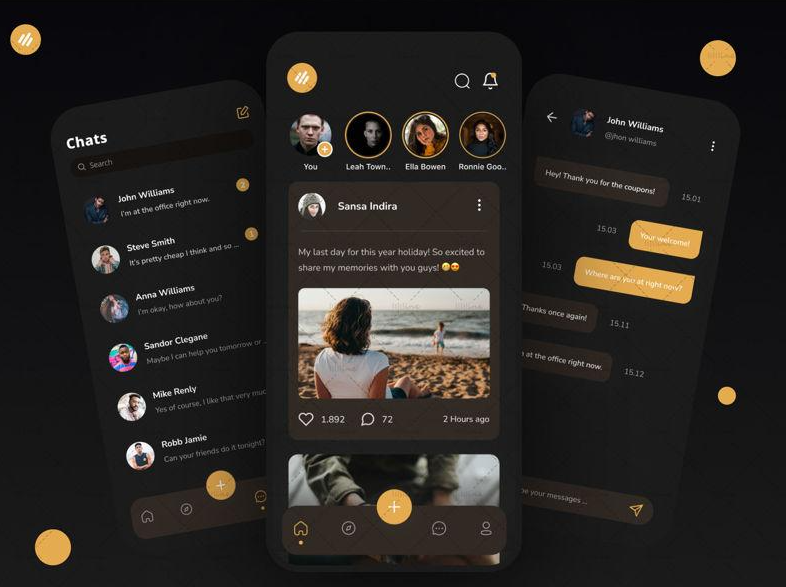 Chats
Search
John Williams
I'm at the office right now.
2
Steve Smith
It's pretty cheap I think and so ...
1
Anna Williams
I'm okay, how about you?
Sandor Clegane
Maybe I can help you tomorrow or ..
Mike Renly
Yes of course, I like that very muc
Robb Jamie
Can your friends do it tonight?
You
Leah Town..
Ella Bowen
Ronnie Goo..
Sansa Indira
My last day for this year holiday! So excited to
share my memories with you guys! 🤩😍
1.892
72
2 Hours ago
John Williams
@jhon williams
Hey! Thank you for the coupons!
15.01
15.03
Your welcome!
15.03
Where are you at right now?
Thanks once again!
15.11
at the office right now.
15.12
pe your messages ...